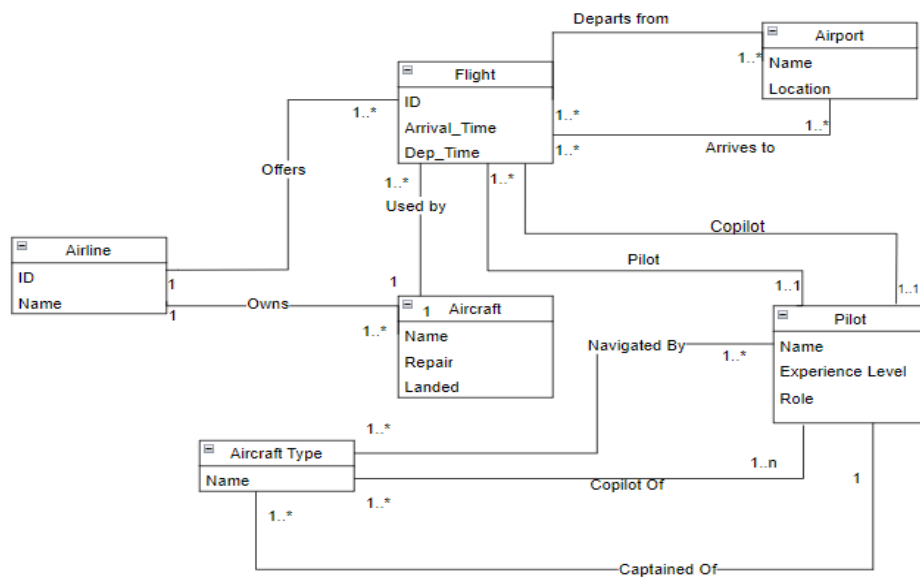 Departs from
Airport
Name
Location
1..*
1..*
Arrives to
Flight
ID
Arrival_Time
Dep_Time
1..*
1..*
1..*
Offers
1..*
Used by
1..*
Copilot
Pilot
Airline
ID
Name
1
1
Owns
1
1
1..*
Aircraft
Name
Repair
Landed
1..1
1..1
Pilot
Name
Experience Level
Role
Navigated By
1..*
1..*
Aircraft Type
Name
1..*
Copilot Of
1..n
1
1..*
Captained Of